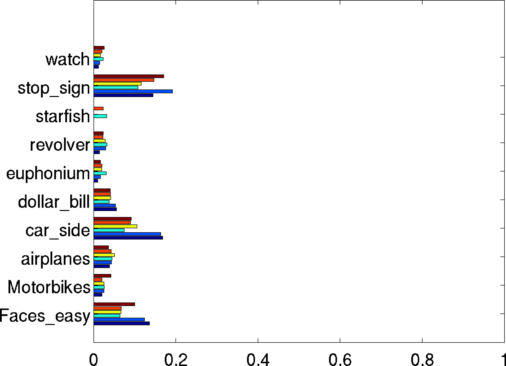 watch
stop_sign
starfish
revolver
euphonium
dollar_bill
car_side
airplanes
Motorbikes
Faces_easy
0 0.2 0.4 0.6 0.8 1